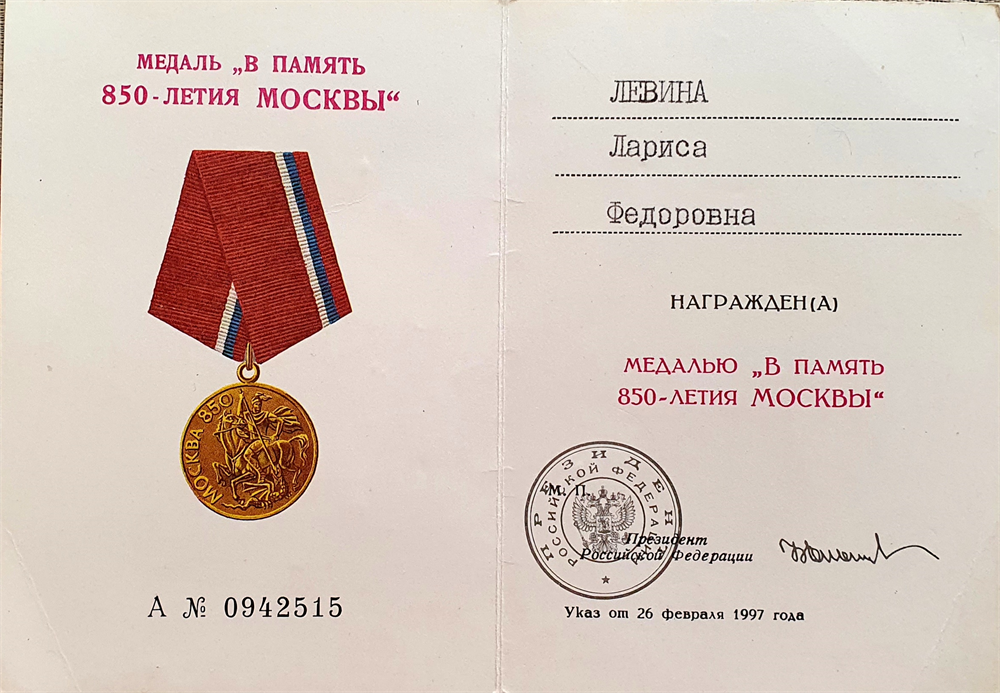 МЕДАЛЬ „В ПАМЯТЬ
850-ЛЕТИЯ МОСКВЫ“
МОСКВА 850
А № 0942515
ЛЕВИНА
Лариса
Федоровна
НАГРАЖДЕН(А)
МЕДАЛЬЮ „В ПАМЯТЬ
850-ЛЕТИЯ МОСКВЫ“
ПРЕЗИДЕНТ
РОССИЙСКОЙ ФЕДЕРАЦИИ
М. П.
Президент
Российской Федерации
Указ от 26 февраля 1997 года